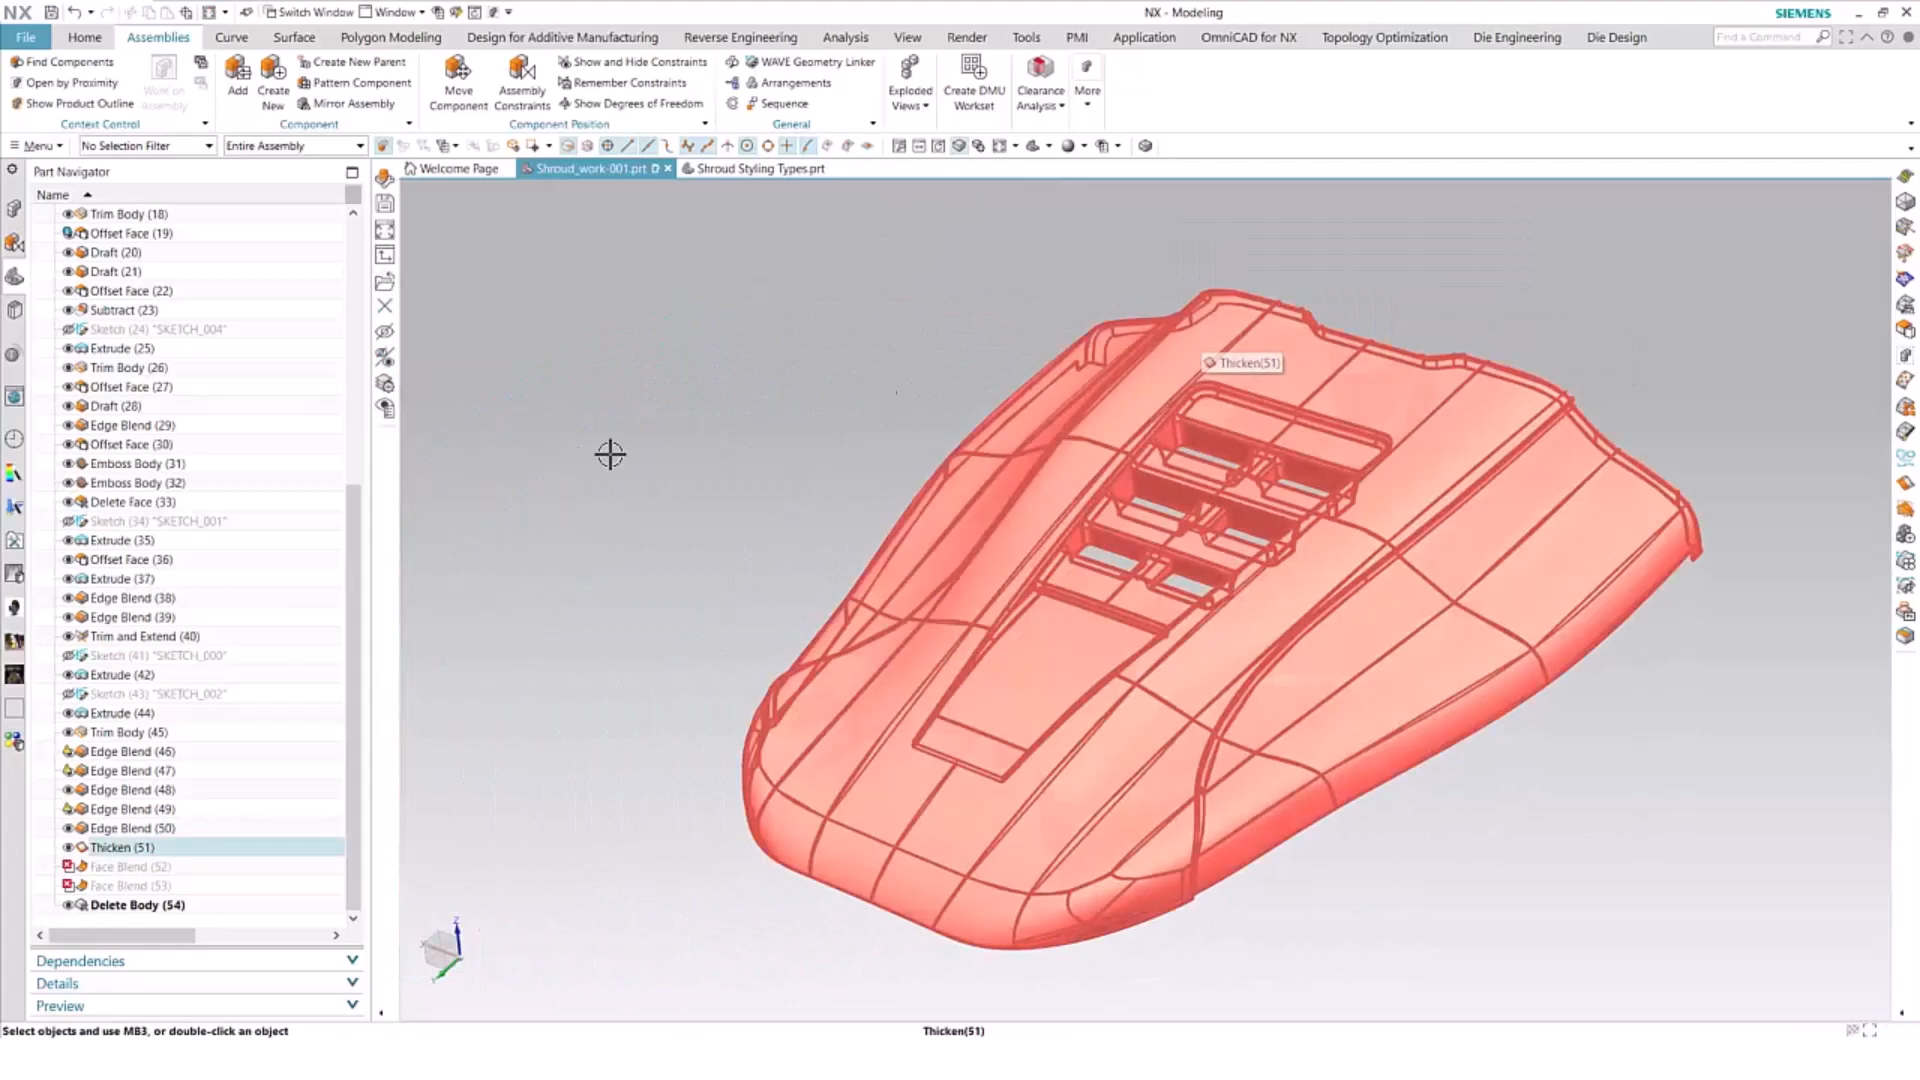 NX
Switch Window
Window
NX - Modeling
SIEMENS
File
Home
Assemblies
Curve
Surface
Polygon Modeling
Design for Additive Manufacturing
Reverse Engineering
Analysis
View
Render
Tools
PMI
Application
OmniCAD for NX
Topology Optimization
Die Engineering
Die Design
Find a Command
Find Components
Open by Proximity
Show Product Outline
Work on
Assembly
Context Control
Add
Create
New
Create New Parent
Pattern Component
Mirror Assembly
Component
Move
Component
Assembly
Constraints
Show and Hide Constraints
Remember Constraints
Show Degrees of Freedom
Component Position
WAVE Geometry Linker
Arrangements
Sequence
General
Exploded
Views
Create DMU
Workset
Clearance
Analysis
More
Menu
No Selection Filter
Entire Assembly
Part Navigator
Welcome Page
Shroud_work-001.prt
Shroud Styling Types.prt
Name
Trim Body (18)
Offset Face (19)
Draft (20)
Draft (21)
Offset Face (22)
Subtract (23)
Sketch (24) "SKETCH_004"
Extrude (25)
Trim Body (26)
Offset Face (27)
Draft (28)
Edge Blend (29)
Offset Face (30)
Emboss Body (31)
Emboss Body (32)
Delete Face (33)
Sketch (34) "SKETCH_001"
Extrude (35)
Offset Face (36)
Extrude (37)
Edge Blend (38)
Edge Blend (39)
Trim and Extend (40)
Sketch (41) "SKETCH_000"
Extrude (42)
Sketch (43) "SKETCH_002"
Extrude (44)
Trim Body (45)
Edge Blend (46)
Edge Blend (47)
Edge Blend (48)
Edge Blend (49)
Edge Blend (50)
Thicken (51)
Face Blend (52)
Face Blend (53)
Delete Body (54)
Dependencies
Details
Preview
Thicken(51)
Z
Select objects and use MB3, or double-click an object
Thicken(51)